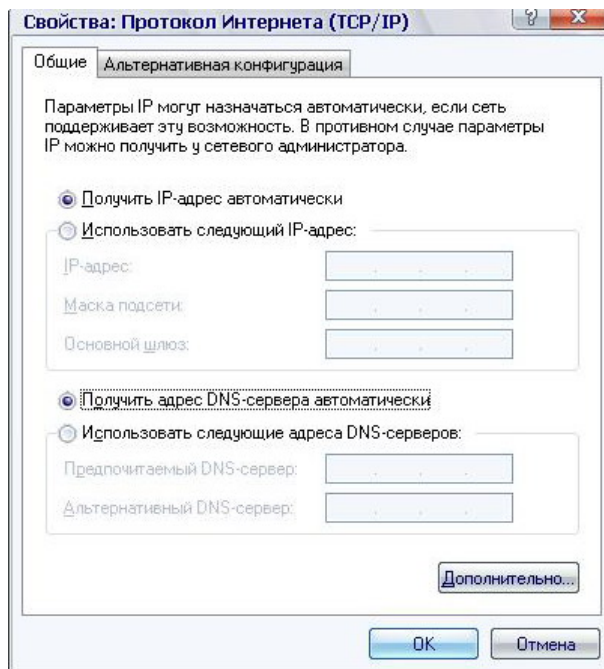 Свойства: Протокол Интернета (TCP/IP)
Общие
Альтернативная конфигурация
Параметры IP могут назначаться автоматически, если сеть
поддерживает эту возможность. В противном случае параметры
IP можно получить у сетевого администратора.
Получить IP-адрес автоматически
Использовать следующий IP-адрес:
IP-адрес:
Маска подсети:
Основной шлюз:
Получить адрес DNS-сервера автоматически
Использовать следующие адреса DNS-серверов:
Предпочитаемый DNS-сервер:
Альтернативный DNS-сервер:
Дополнительно...
OK
Отмена